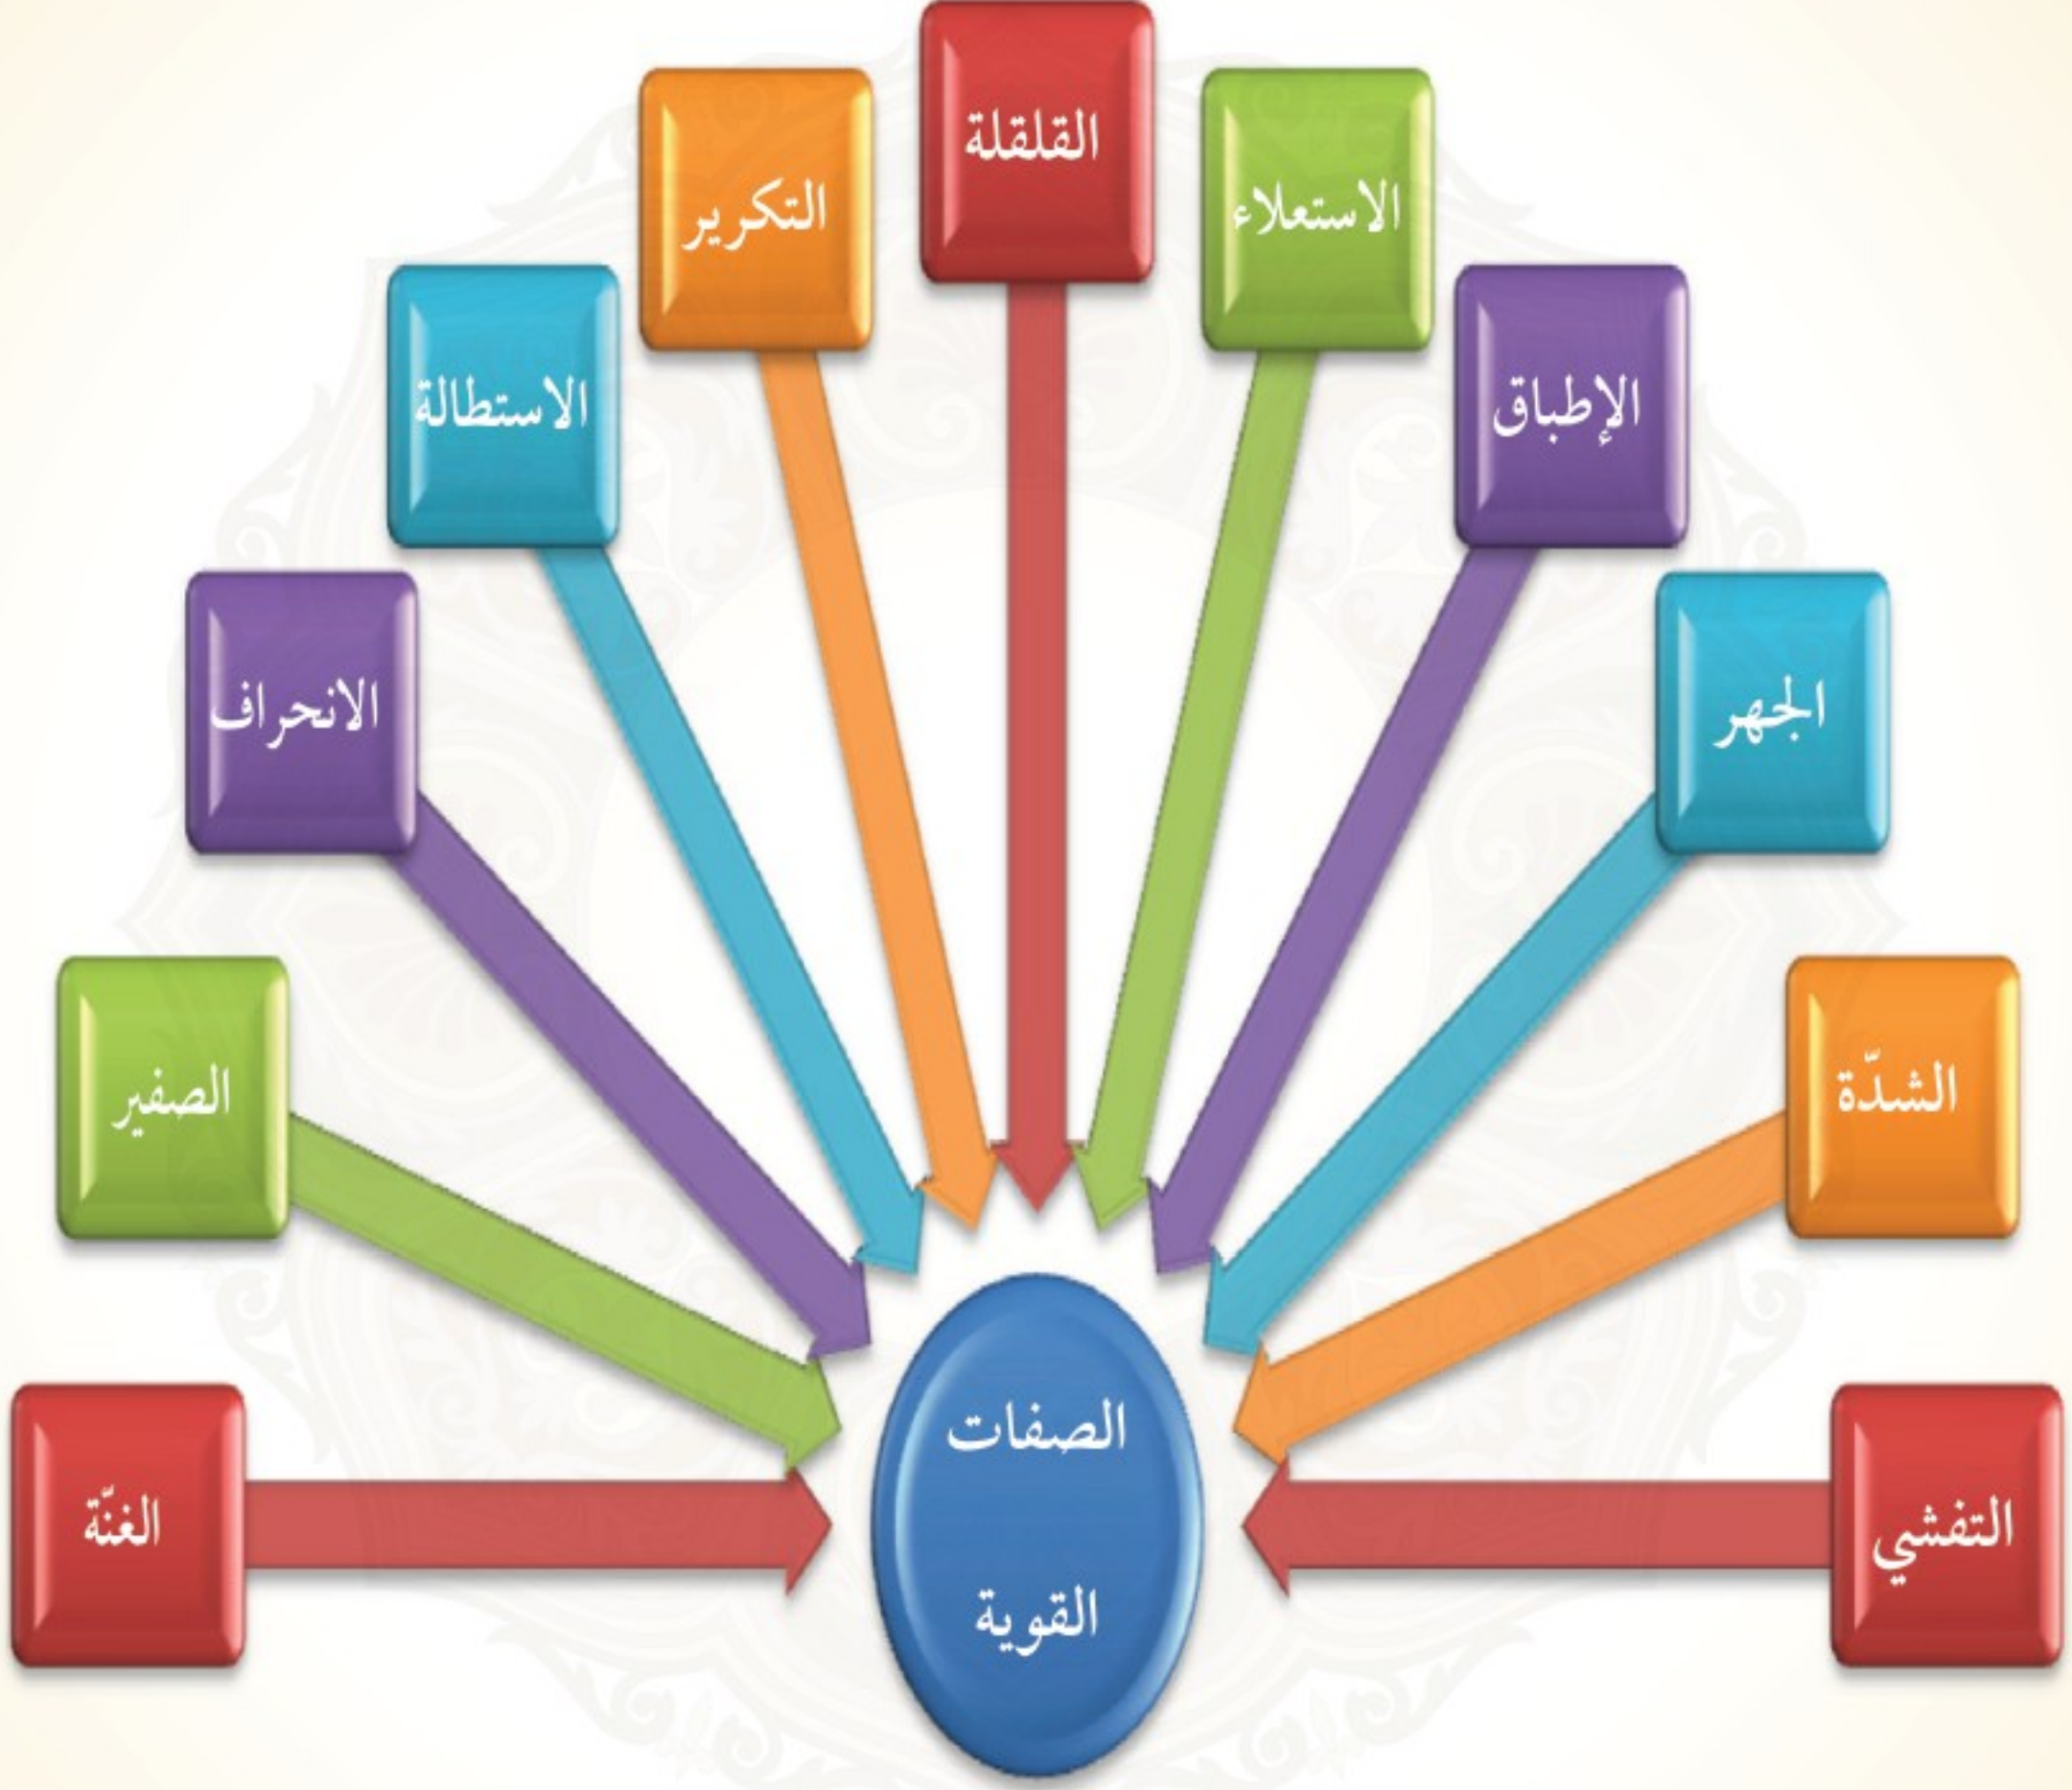 القلقلة
الاستعلاء
التكرير
الإطباق
الاستطالة
الجهر
الانحراف
الشدّة
الصفير
التفشي
الغنّة
الصفات
القوية